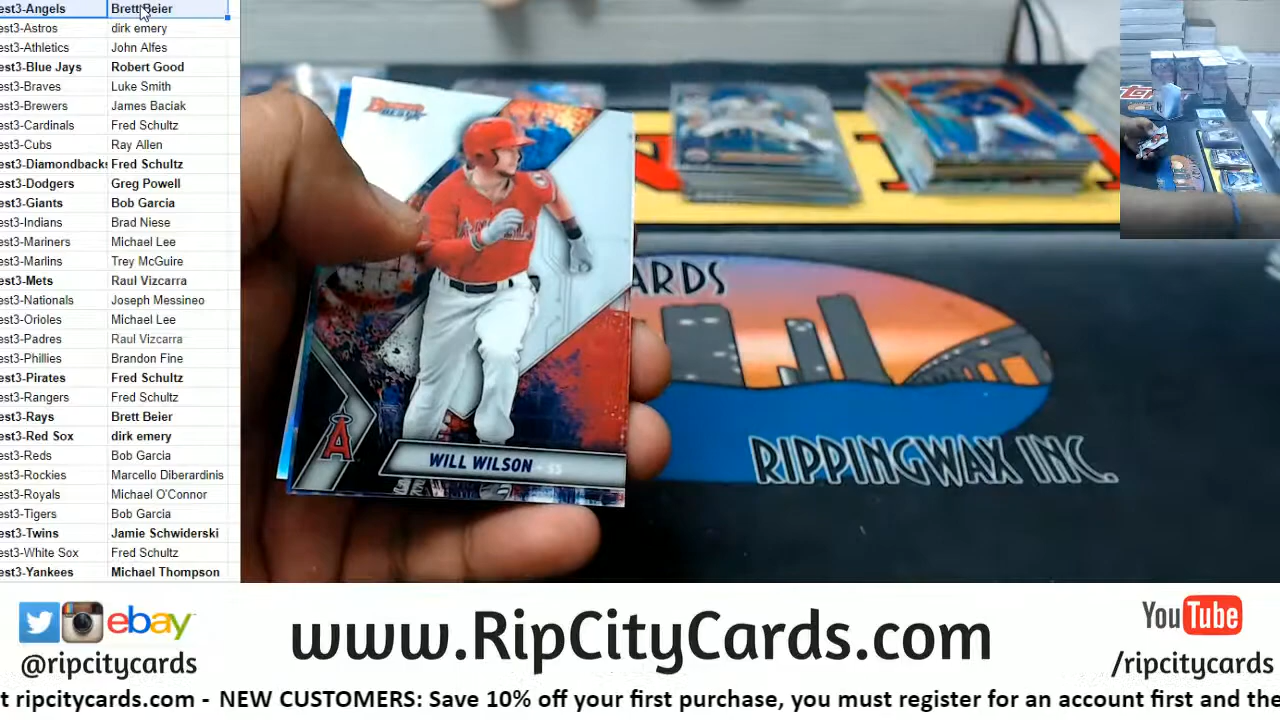 est3-Angels Brett Beier
est3-Astros dirk emery
est3-Athletics John Alfes
est3-Blue Jays Robert Good
est3-Braves Luke Smith
est3-Brewers James Baciak
est3-Cardinals Fred Schultz
est3-Cubs Ray Allen
est3-Diamondbacks Fred Schultz
est3-Dodgers Greg Powell
est3-Giants Bob Garcia
est3-Indians Brad Niese
est3-Mariners Michael Lee
est3-Marlins Trey McGuire
est3-Mets Raul Vizcarra
est3-Nationals Joseph Messineo
est3-Orioles Michael Lee
est3-Padres Raul Vizcarra
est3-Phillies Brandon Fine
est3-Pirates Fred Schultz
est3-Rangers Fred Schultz
est3-Rays Brett Beier
est3-Red Sox dirk emery
est3-Reds Bob Garcia
est3-Rockies Marcello Diberardinis
est3-Royals Michael O'Connor
est3-Tigers Bob Garcia
est3-Twins Jamie Schwiderski
est3-White Sox Fred Schultz
est3-Yankees Michael Thompson
BOWMAN
BEST
ANGELS
A
WILL WILSON · SS
ARDS
RIPPINGWAX INC.
ebay
@ripcitycards
www.RipCityCards.com
YouTube
/ripcitycards
t ripcitycards.com - NEW CUSTOMERS: Save 10% off your first purchase, you must register for an account first and the